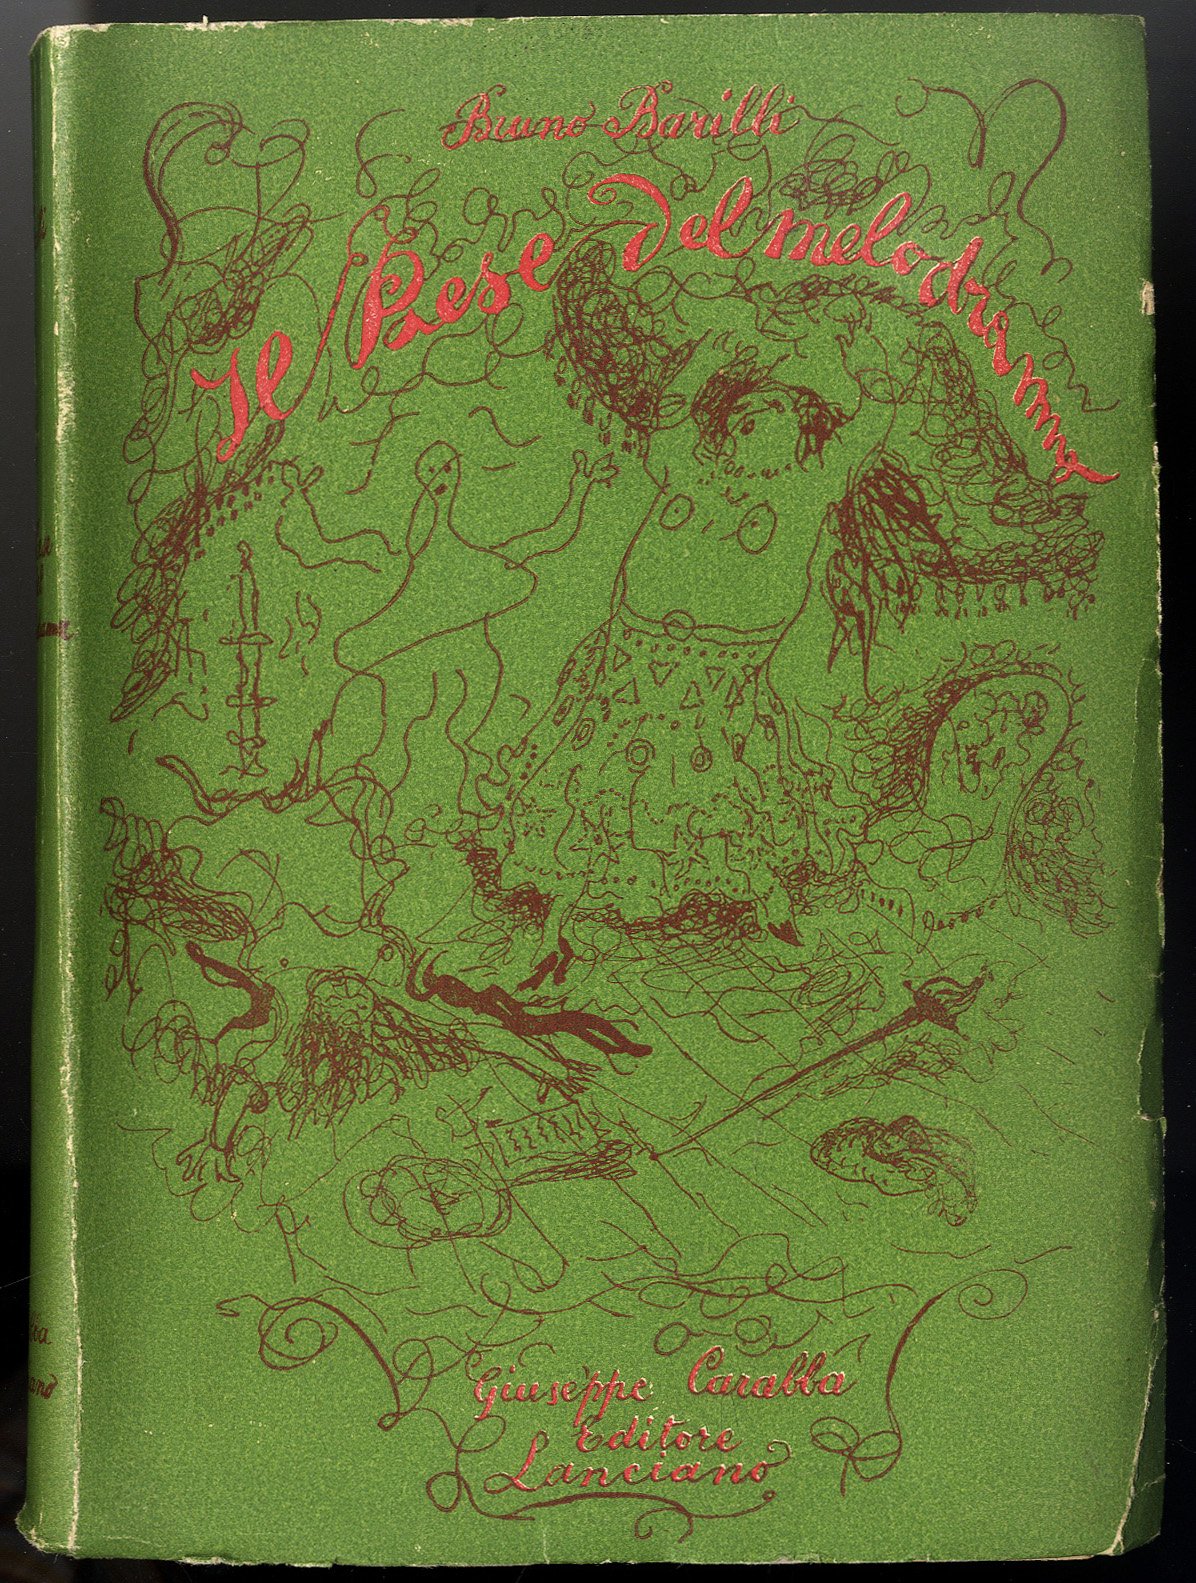 Bruno Barilli
Il Paese del melodramma
Giuseppe Carabba
Editore
Lanciano